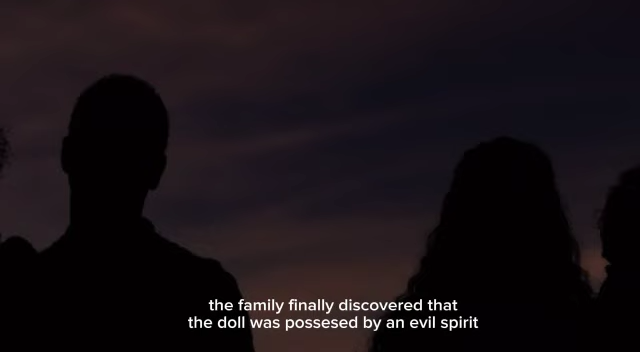 the family finally discovered that
the doll was possesed by an evil spirit